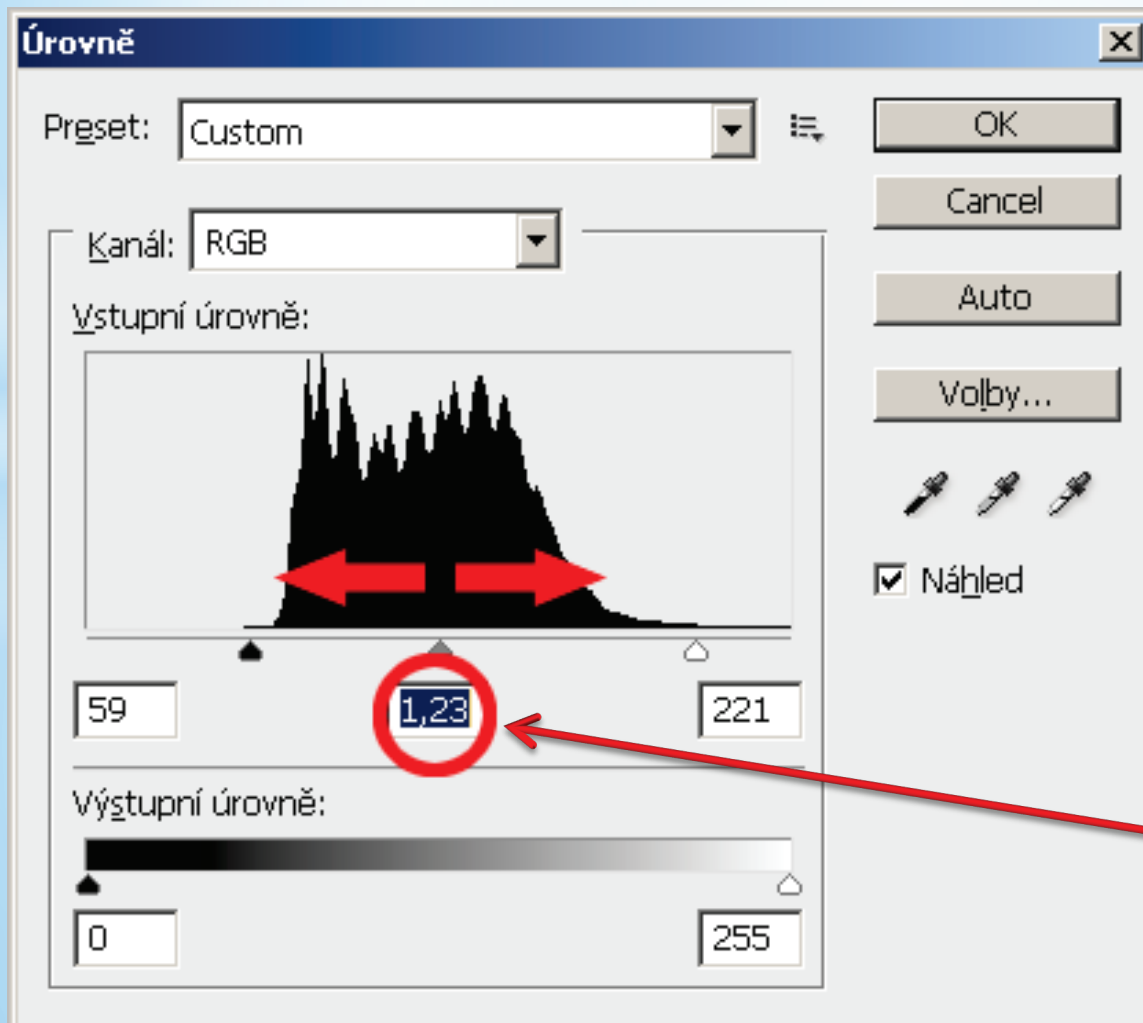 Úrovně
Preset: Custom
OK
Cancel
Kanál: RGB
Auto
Vstupní úrovně:
Volby...
Náhled
59 1,23 221
Výstupní úrovně:
0 255